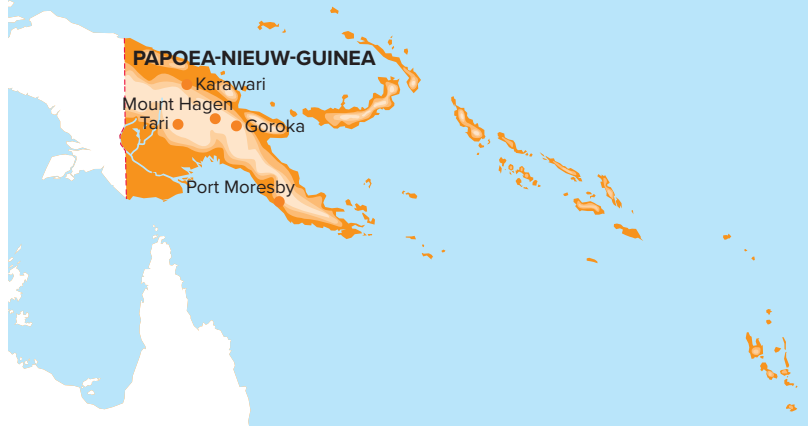 PAPOEA-NIEUW-GUINEA
Karawari
Mount Hagen
Tari
Goroka
Port Moresby